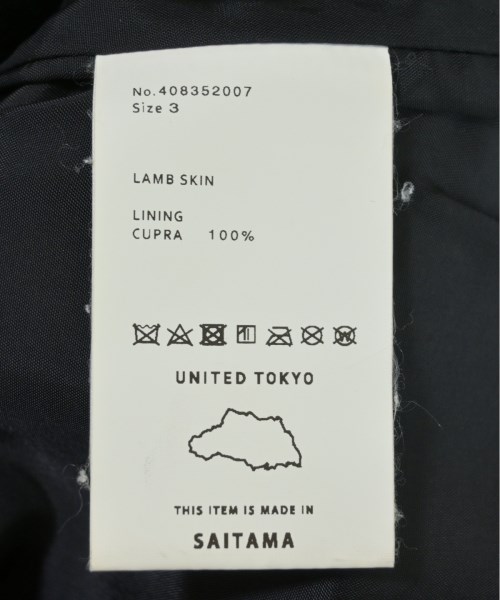 No.408352007
Size 3
LAMB SKIN
LINING
CUPRA 100%
UNITED TOKYO
THIS ITEM IS MADE IN
SAITAMA